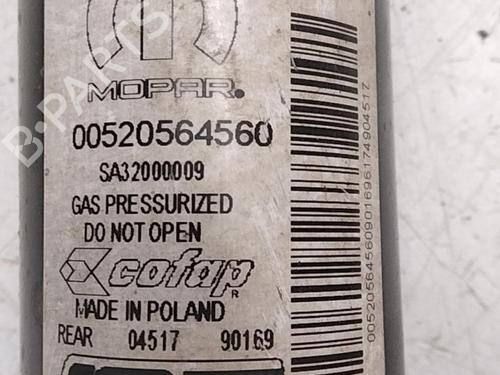 MOPAR.
00520564560
SA32000009
GAS PRESSURIZED
DO NOT OPEN
cofap R
MADE IN POLAND
REAR 04517 90169
00520564560901696174904517
B-PARTS